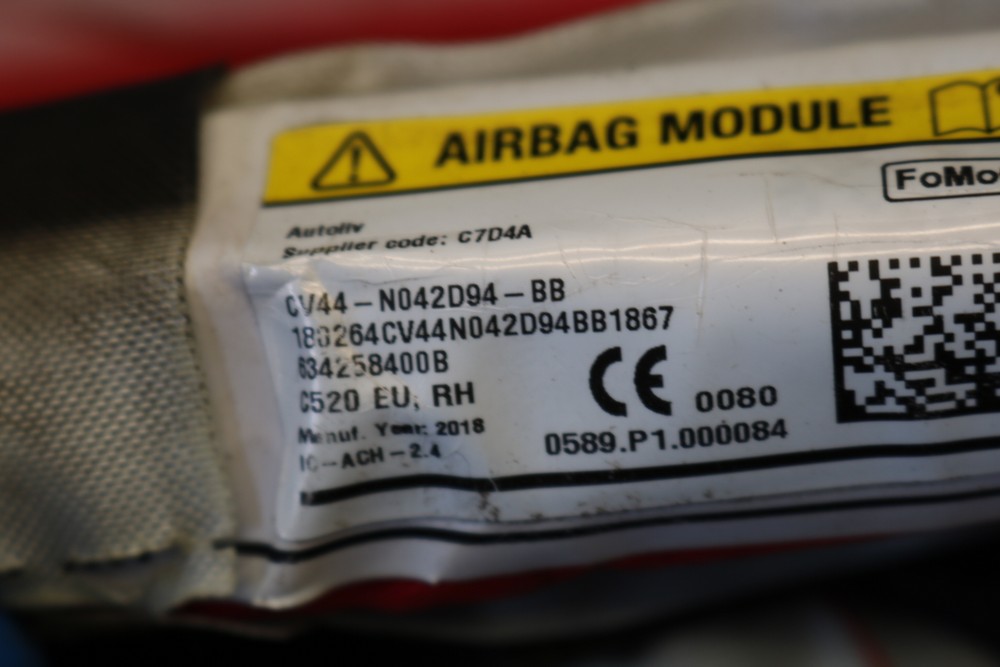 AIRBAG MODULE
FoMo
Autoliv
Supplier code: C7D4A
CV44-N042D94-BB
189264CV44N042D94BB1867
634258400B
C520 EU, RH
CE 0080
Manuf. Year: 2018
0589.P1.000084
IC-ACH-2.4